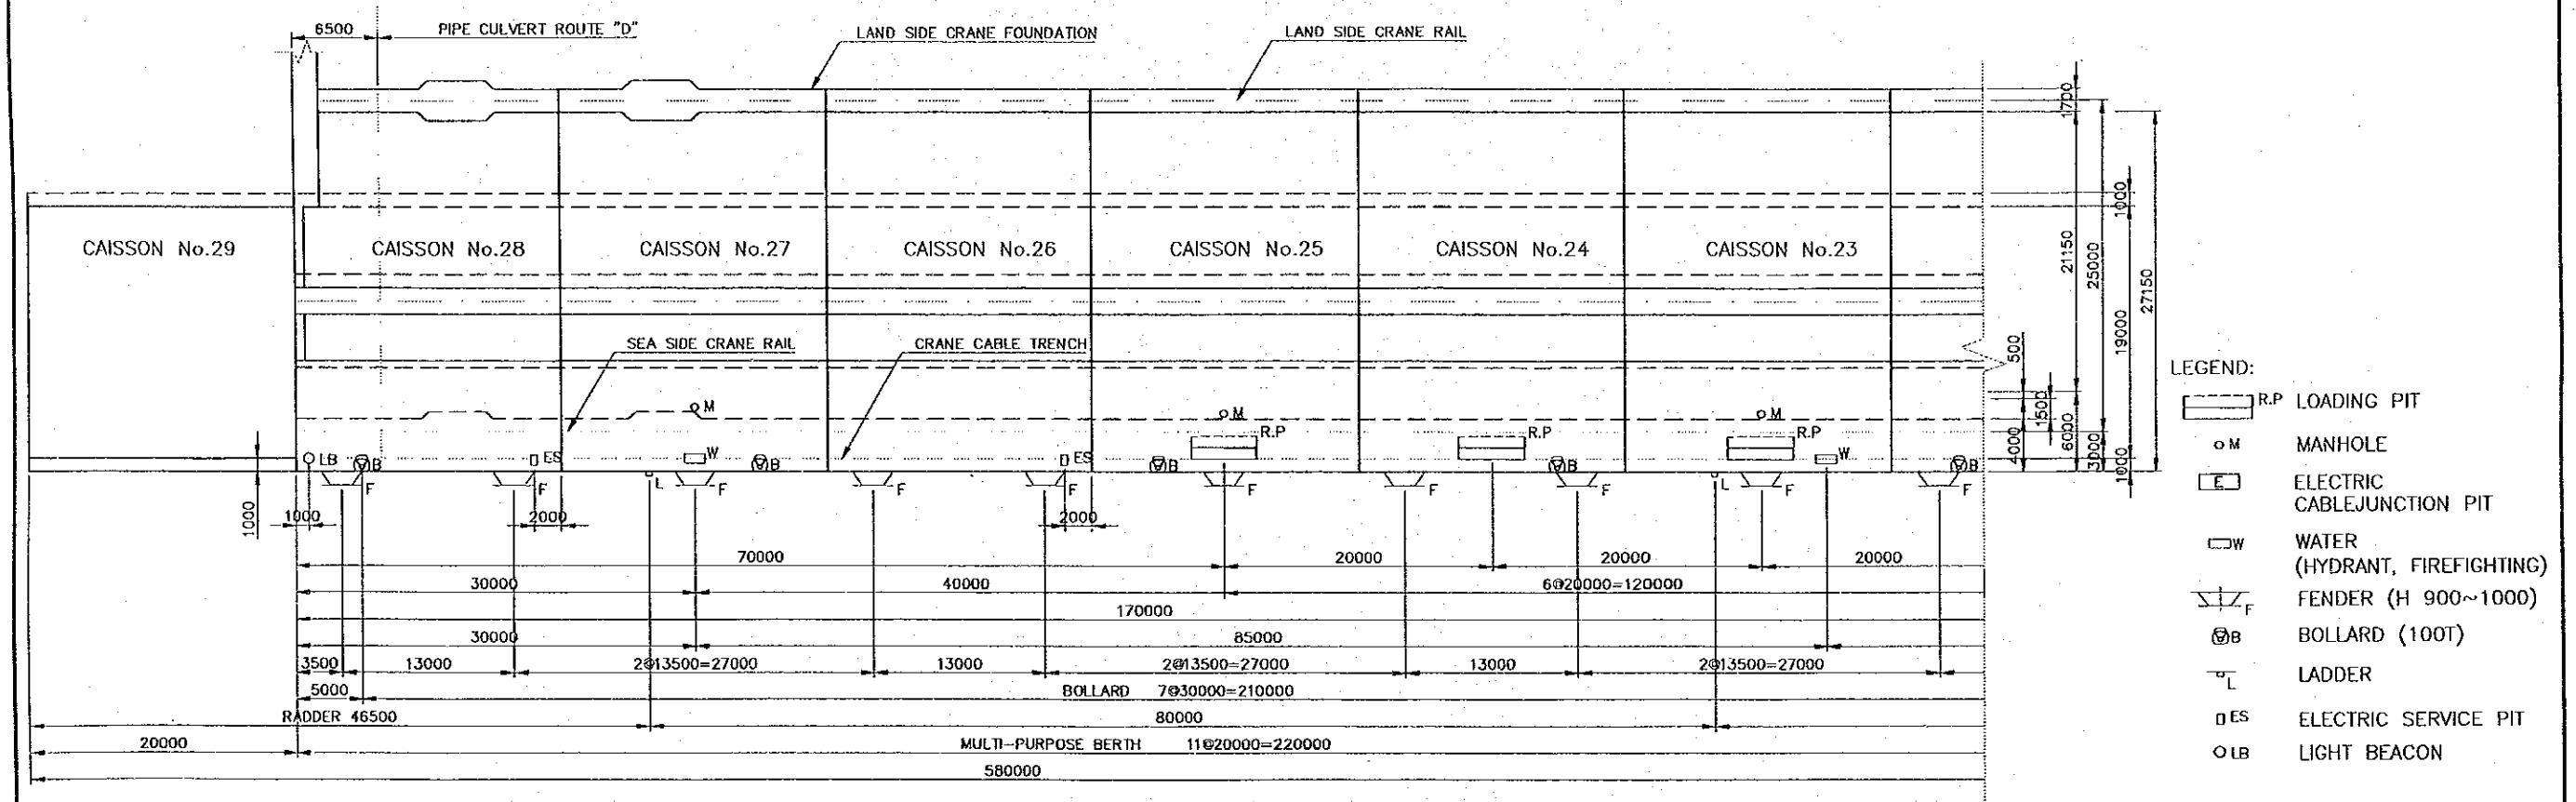 6500
PIPE CULVERT ROUTE "D"
LAND SIDE CRANE FOUNDATION
LAND SIDE CRANE RAIL
1700
1000
21150
25000
27150
19000
CAISSON No.29
CAISSON No.28
CAISSON No.27
CAISSON No.26
CAISSON No.25
CAISSON No.24
CAISSON No.23
SEA SIDE CRANE RAIL
CRANE CABLE TRENCH
500
1500
4000
6000
3000
1000
M
M
M
R.P
R.P
R.P
LB
B
ES
W
B
ES
B
B
W
B
F
F
L
F
F
F
F
F
F
L
F
F
1000
1000
2000
2000
70000
20000
20000
20000
30000
40000
6@20000=120000
170000
30000
85000
3500
13000
2@13500=27000
13000
2@13500=27000
13000
2@13500=27000
5000
BOLLARD 7@30000=210000
RADDER 46500
80000
20000
MULTI-PURPOSE BERTH 11@20000=220000
580000
LEGEND:
R.P LOADING PIT
M MANHOLE
E ELECTRIC
CABLEJUNCTION PIT
W WATER
(HYDRANT, FIREFIGHTING)
F FENDER (H 900~1000)
B BOLLARD (100T)
L LADDER
ES ELECTRIC SERVICE PIT
LB LIGHT BEACON